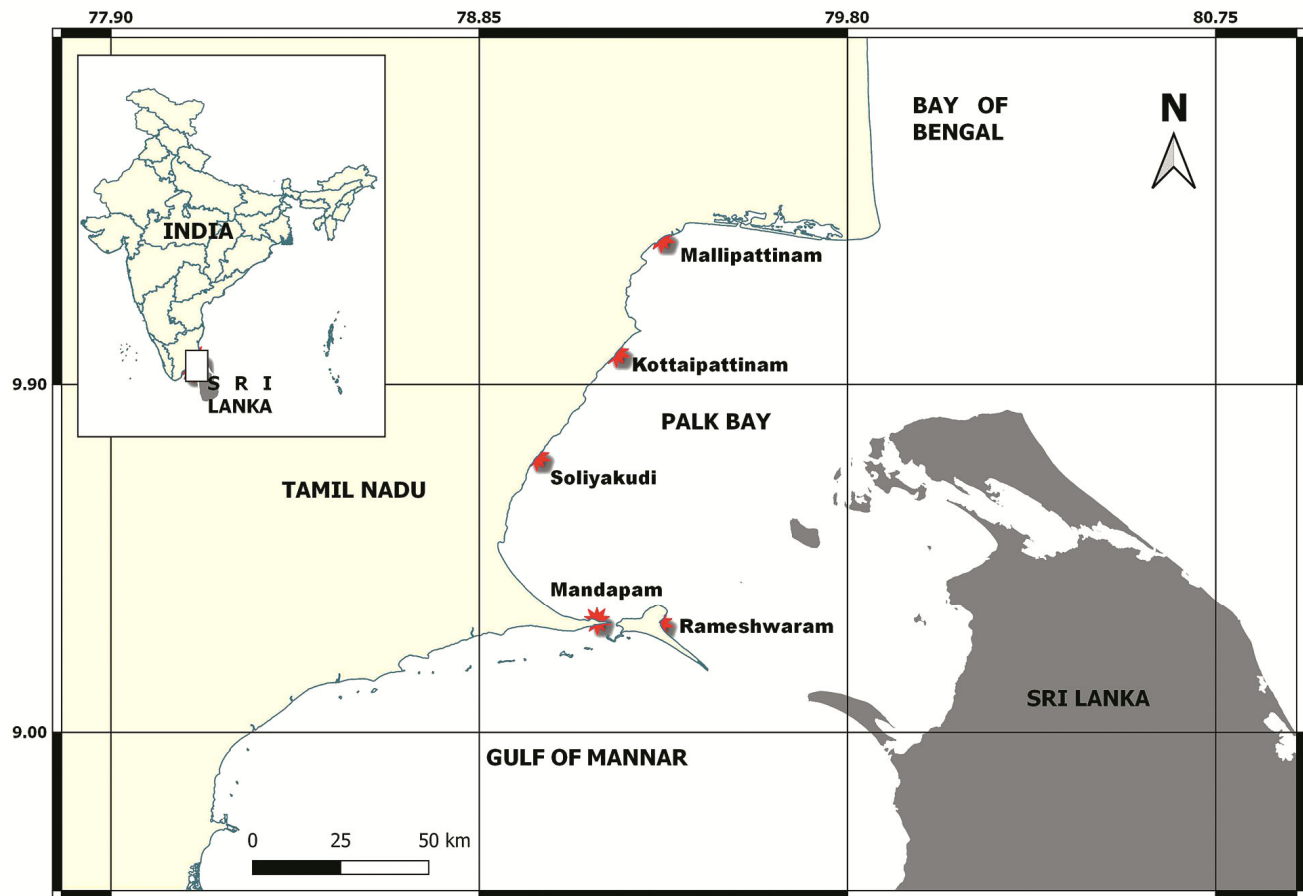 77.90 78.85 79.80 80.75
BAY OF
BENGAL
N
INDIA
S R I
LANKA
Mallipattinam
Kottaipattinam
9.90
PALK BAY
Soliyakudi
TAMIL NADU
Mandapam
Rameshwaram
SRI LANKA
9.00
GULF OF MANNAR
0 25 50 km